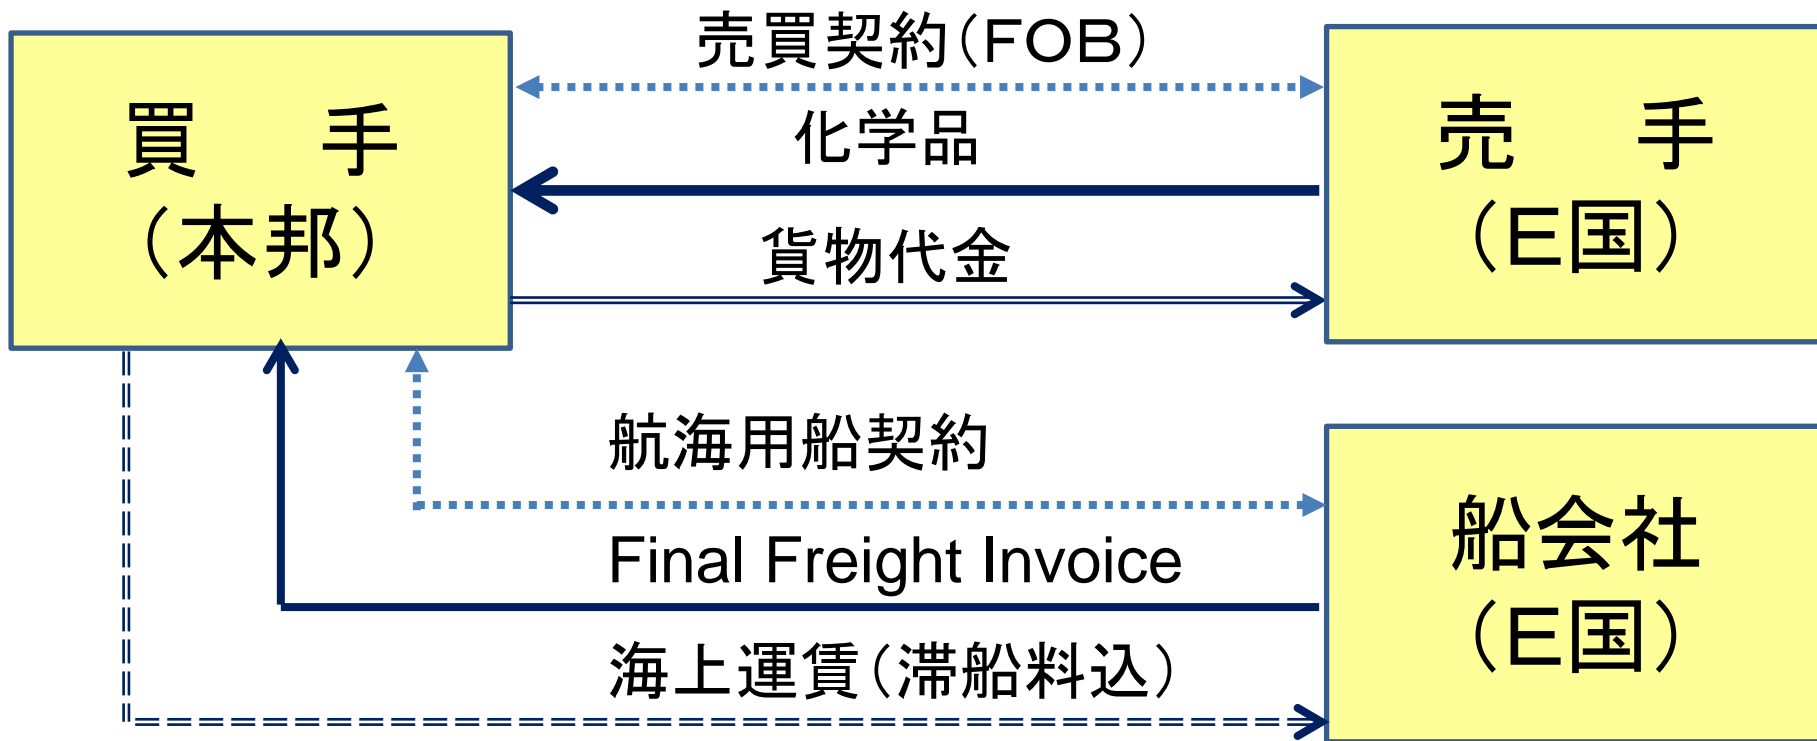 売買契約（ＦＯＢ）
買　　手
（本邦）
売　　手
（Ｅ国）
化学品
貨物代金
航海用船契約
Final Freight Invoice
海上運賃（滞船料込）
船会社
（Ｅ国）